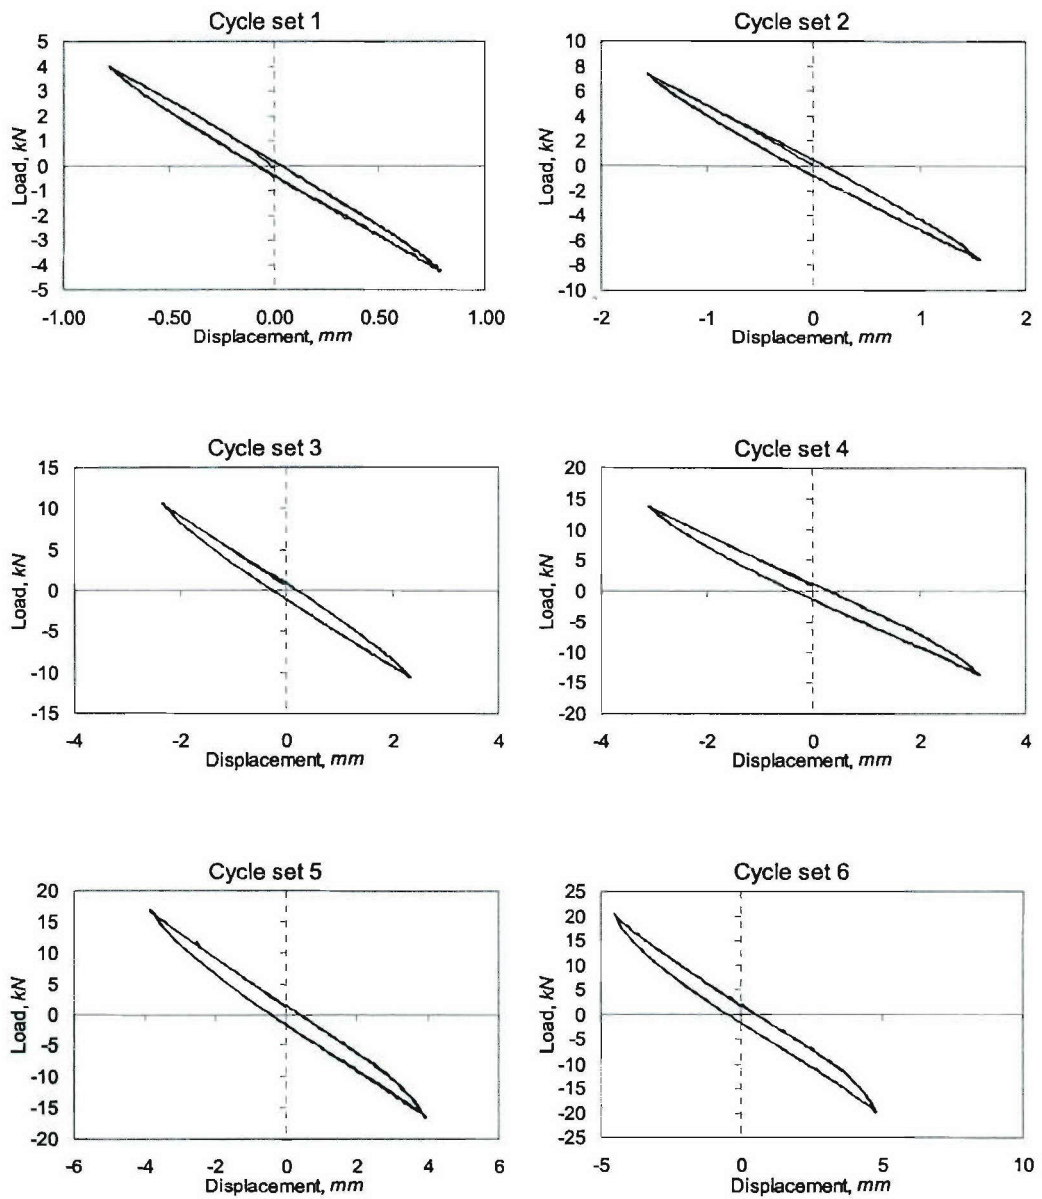 Cycle set 1
5
4
3
2
1
0
-1
-2
-3
-4
-5
Load, kN
-1.00 -0.50 0.00 0.50 1.00
Displacement, mm
Cycle set 2
10
8
6
4
2
0
-2
-4
-6
-8
-10
Load, kN
-2 -1 0 1 2
Displacement, mm
Cycle set 3
15
10
5
0
-5
-10
-15
Load, kN
-4 -2 0 2 4
Displacement, mm
Cycle set 4
20
15
10
5
0
-5
-10
-15
-20
Load, kN
-4 -2 0 2 4
Displacement, mm
Cycle set 5
20
15
10
5
0
-5
-10
-15
-20
Load, kN
-6 -4 -2 0 2 4 6
Displacement, mm
Cycle set 6
25
20
15
10
5
0
-5
-10
-15
-20
-25
Load, kN
-5 0 5 10
Displacement, mm